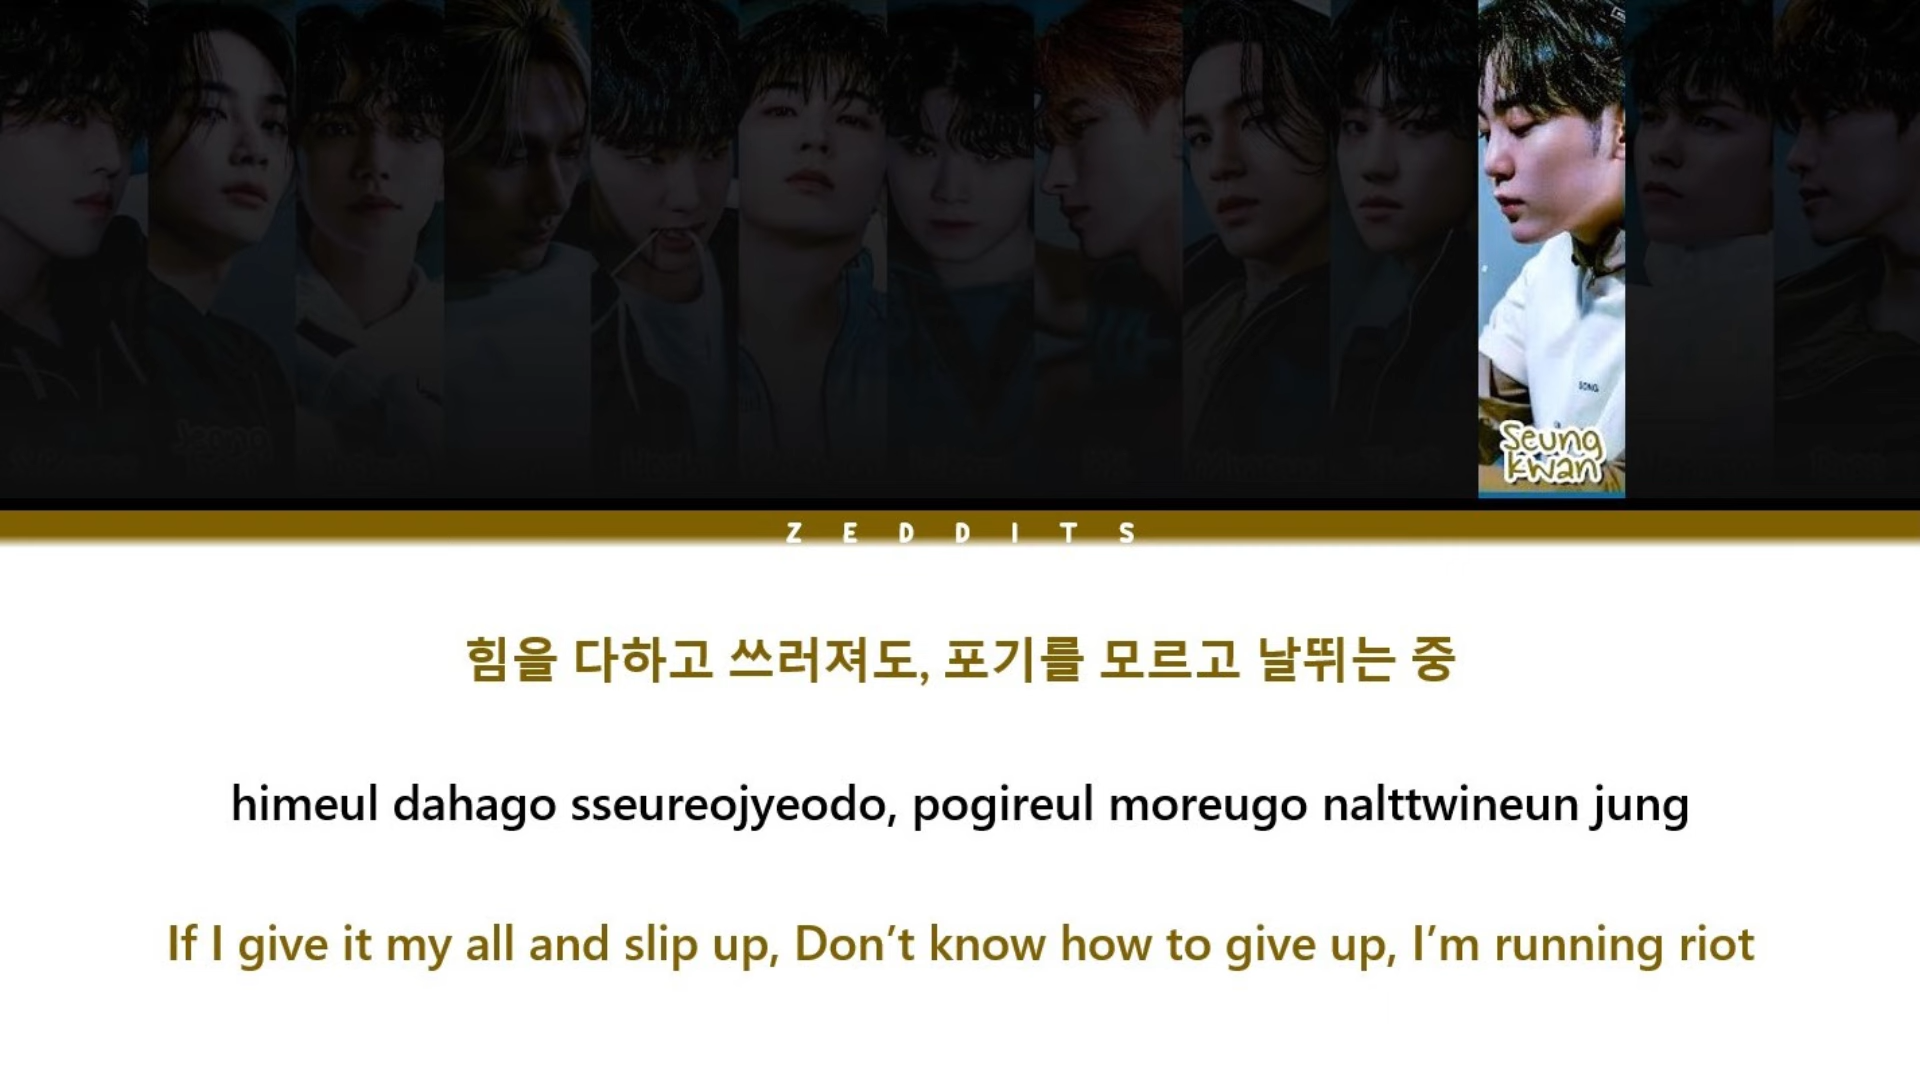 SONG
Seung
kwan
ZEDDITS
힘을 다하고 쓰러져도, 포기를 모르고 날뛰는 중
himeul dahago sseureojyeodo, pogireul moreugo nalttwineun jung
If I give it my all and slip up, Don’t know how to give up, I’m running riot